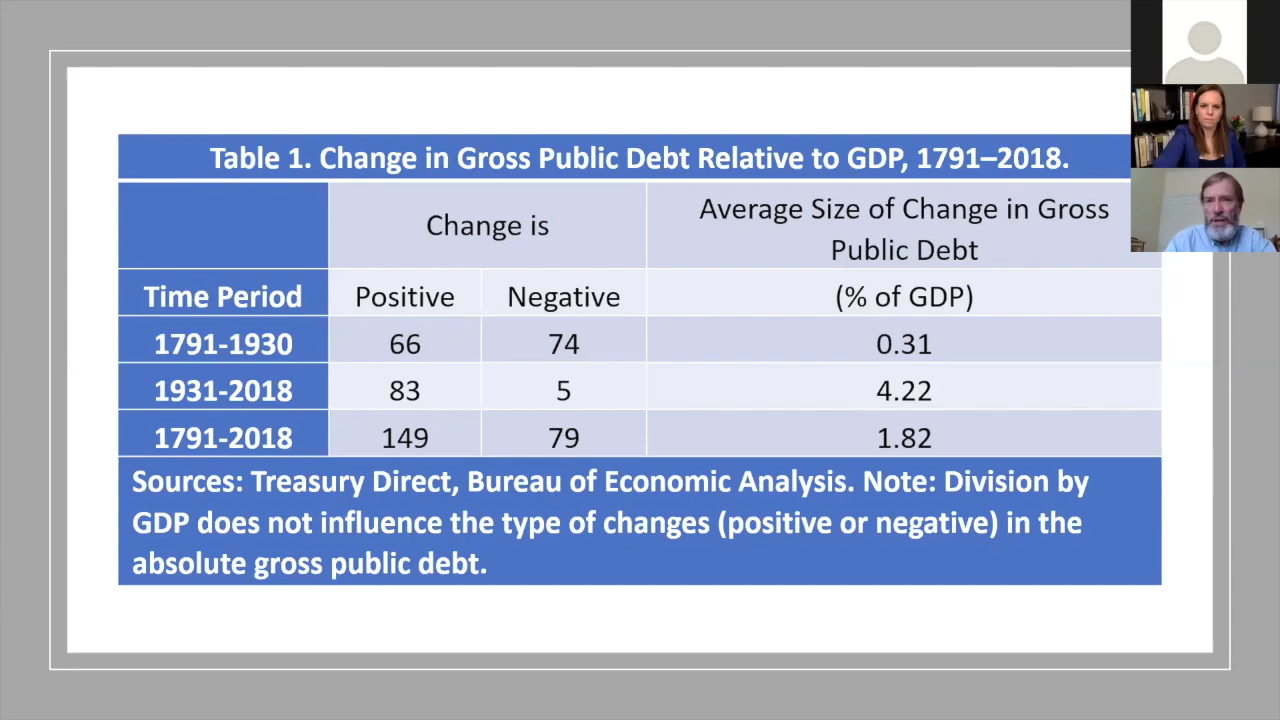 Table 1. Change in Gross Public Debt Relative to GDP, 1791–2018.
Change is
Average Size of Change in Gross
Public Debt
Time Period Positive Negative (% of GDP)
1791-1930 66 74 0.31
1931-2018 83 5 4.22
1791-2018 149 79 1.82
Sources: Treasury Direct, Bureau of Economic Analysis. Note: Division by
GDP does not influence the type of changes (positive or negative) in the
absolute gross public debt.